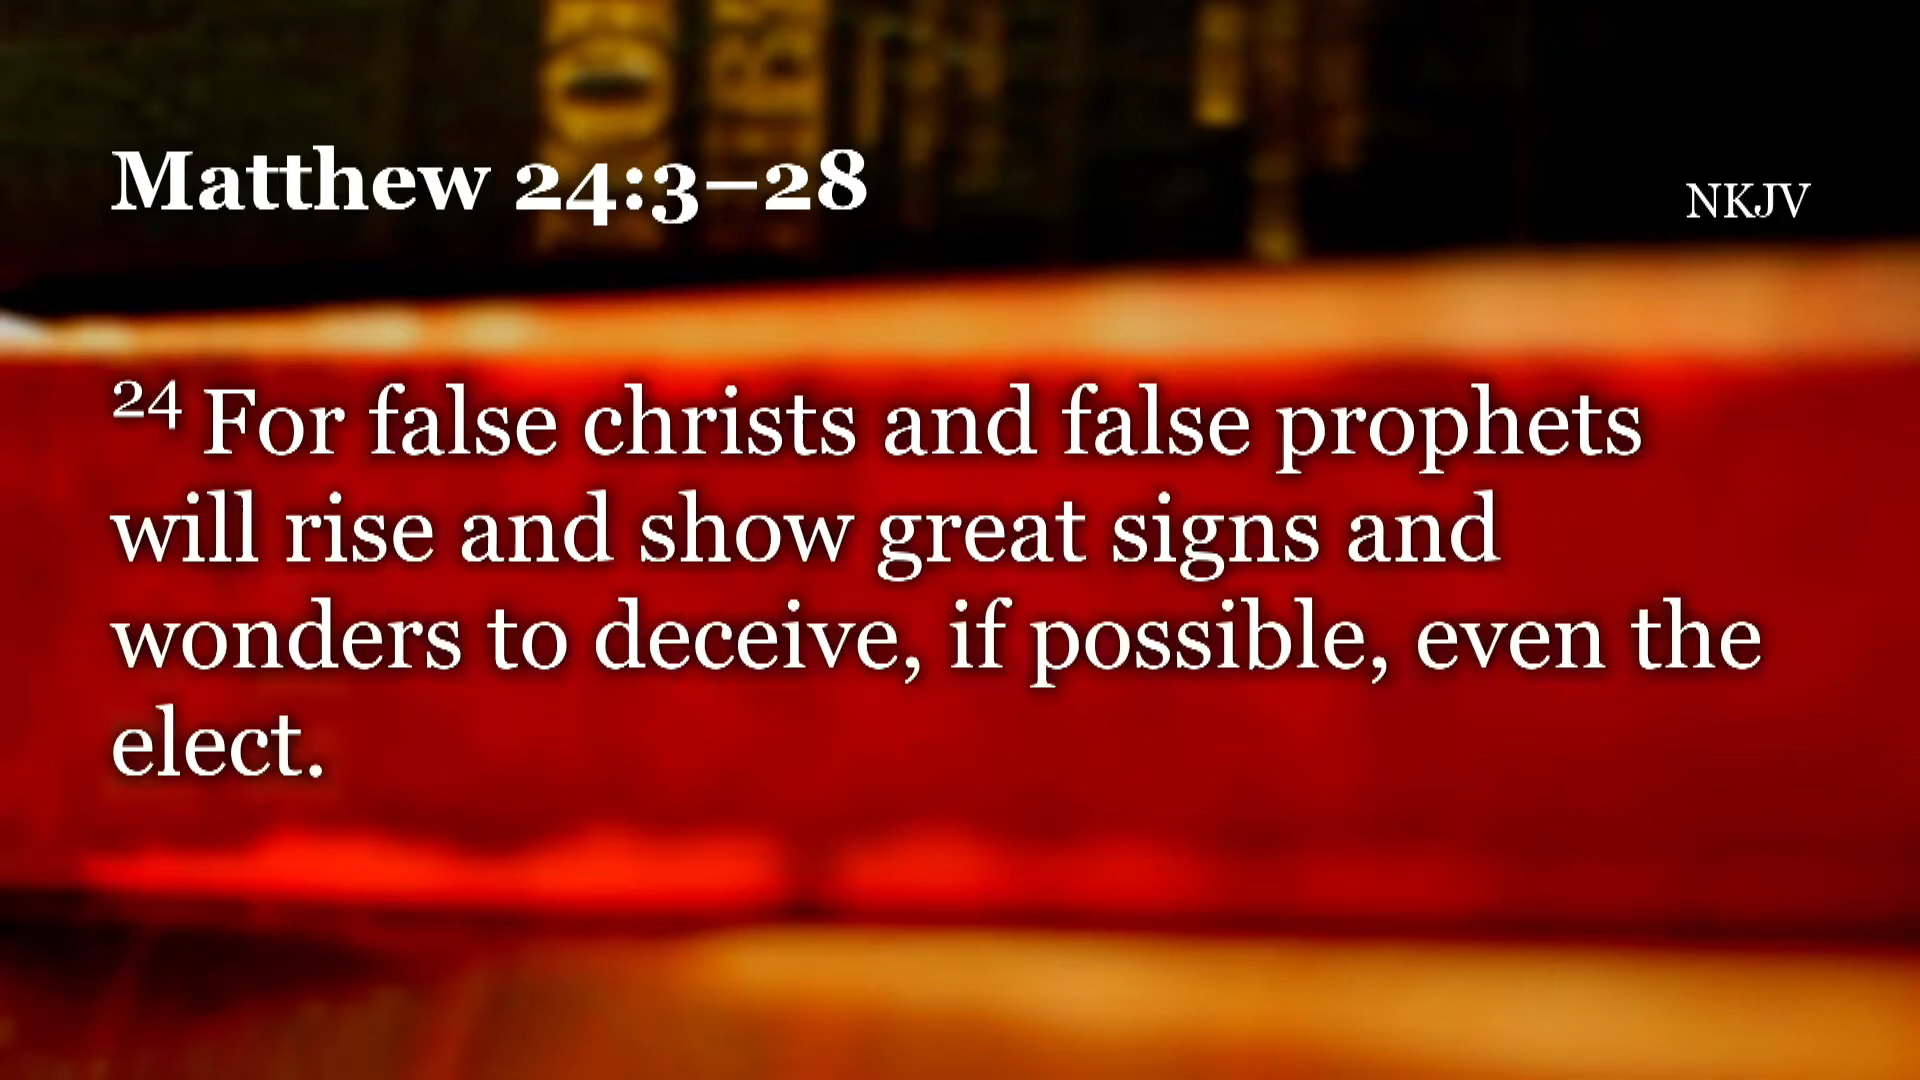 Matthew 24:3–28
NKJV
24 For false christs and false prophets
will rise and show great signs and
wonders to deceive, if possible, even the
elect.